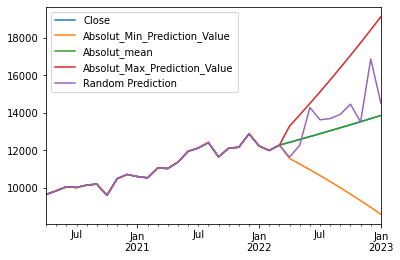 Close
Absolut_Min_Prediction_Value
Absolut_mean
Absolut_Max_Prediction_Value
Random Prediction
18000
16000
14000
12000
10000
Jul Jan Jul Jan Jul Jan
2021 2022 2023